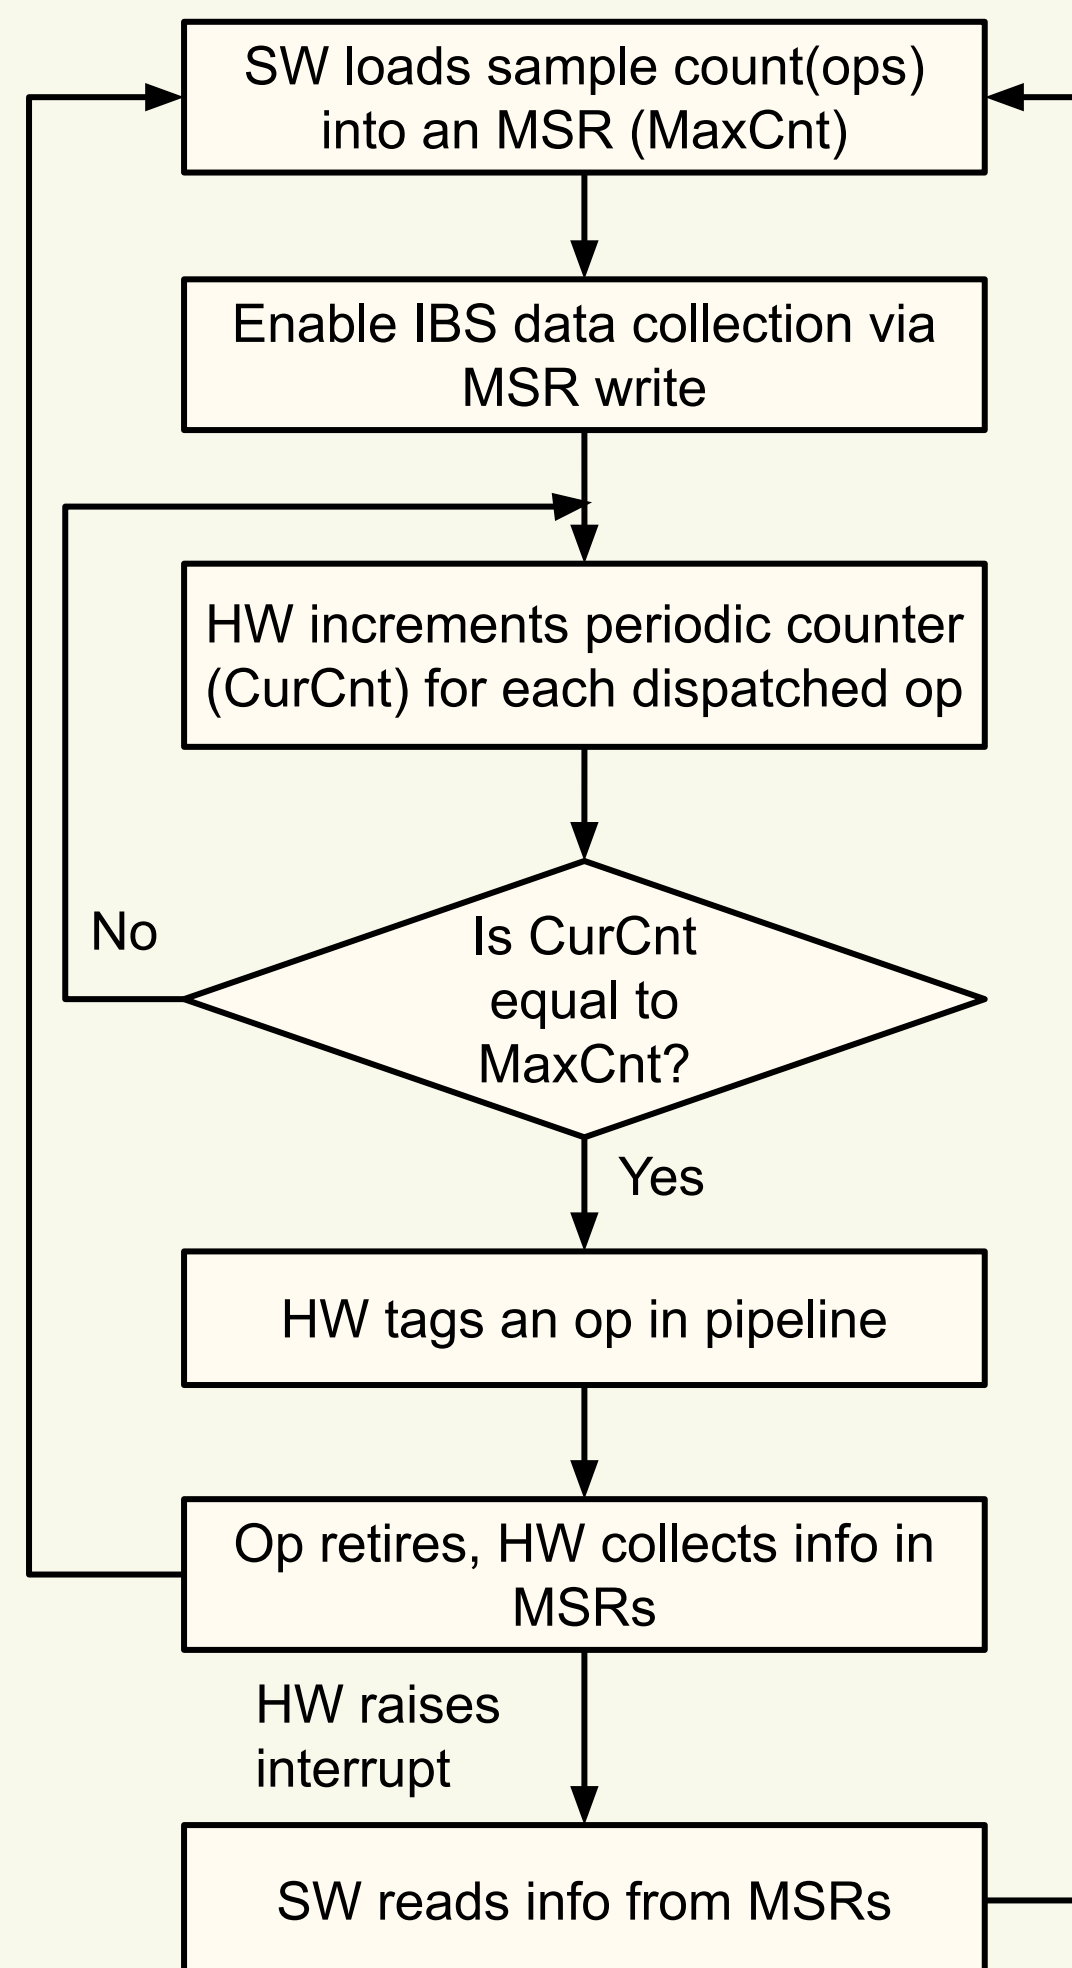 SW loads sample count(ops)
into an MSR (MaxCnt)
Enable IBS data collection via
MSR write
HW increments periodic counter
(CurCnt) for each dispatched op
No
Is CurCnt
equal to
MaxCnt?
Yes
HW tags an op in pipeline
Op retires, HW collects info in
MSRs
HW raises
interrupt
SW reads info from MSRs